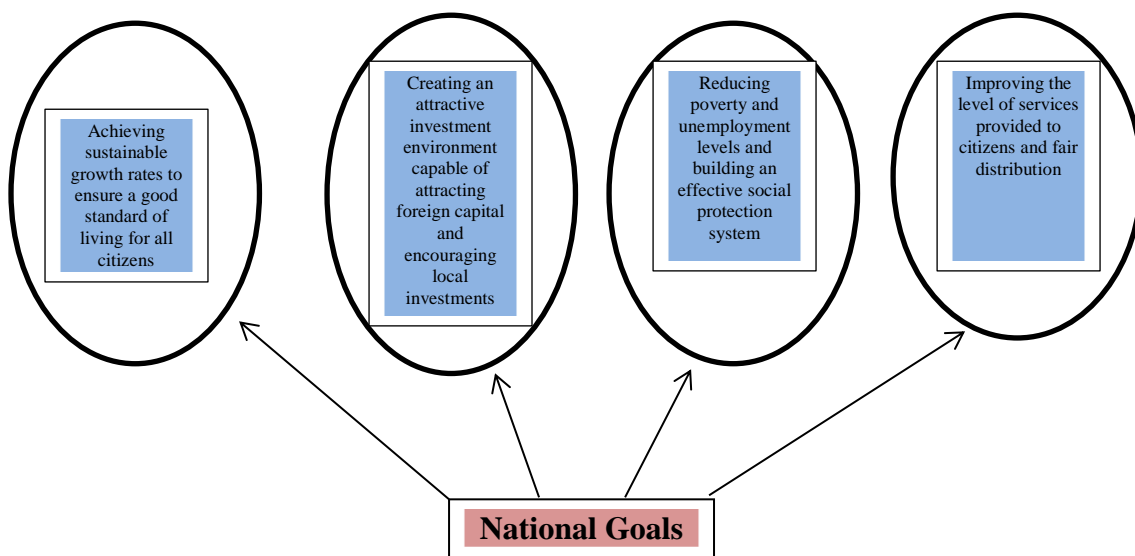 Achieving
sustainable
growth rates to
ensure a good
standard of
living for all
citizens
Creating an
attractive
investment
environment
capable of
attracting
foreign capital
and
encouraging
local
investments
Reducing
poverty and
unemployment
levels and
building an
effective social
protection
system
Improving the
level of services
provided to
citizens and fair
distribution
National Goals